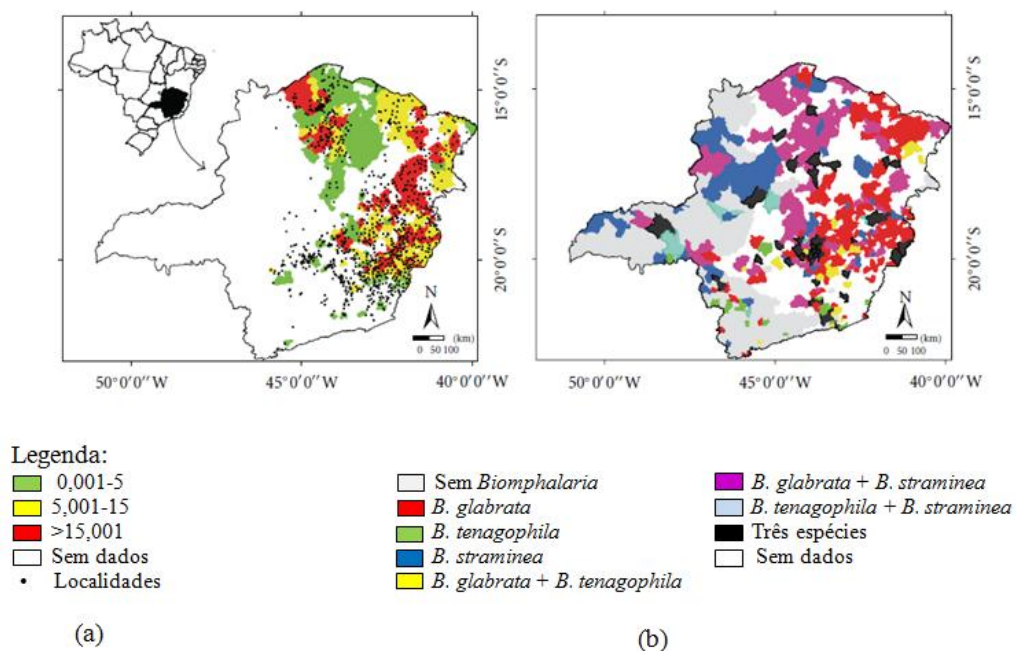 (a)
(b)
15°0'0''S
20°0'0''S
N
0 50 100 (km)
50°0'0''W
45°0'0''W
40°0'0''W
15°0'0''S
20°0'0''S
N
0 50 100 (km)
50°0'0''W
45°0'0''W
40°0'0''W
Legenda:
0,001-5
5,001-15
>15,001
Sem dados
Localidades
Sem Biomphalaria
B. glabrata
B. tenagophila
B. straminea
B. glabrata + B. tenagophila
B. glabrata + B. straminea
B. tenagophila + B. straminea
Três espécies
Sem dados
(a)
(b)